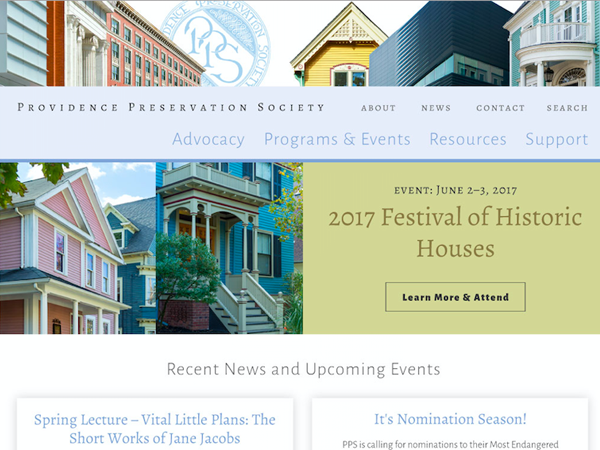 PROVIDENCE PRESERVATION SOCIETY
PPS
PROVIDENCE PRESERVATION SOCIETY
ABOUT NEWS CONTACT SEARCH
Advocacy Programs & Events Resources Support
EVENT: JUNE 2–3, 2017
2017 Festival of Historic
Houses
Learn More & Attend
Recent News and Upcoming Events
Spring Lecture – Vital Little Plans: The
Short Works of Jane Jacobs
It's Nomination Season!
PPS is calling for nominations to their Most Endangered